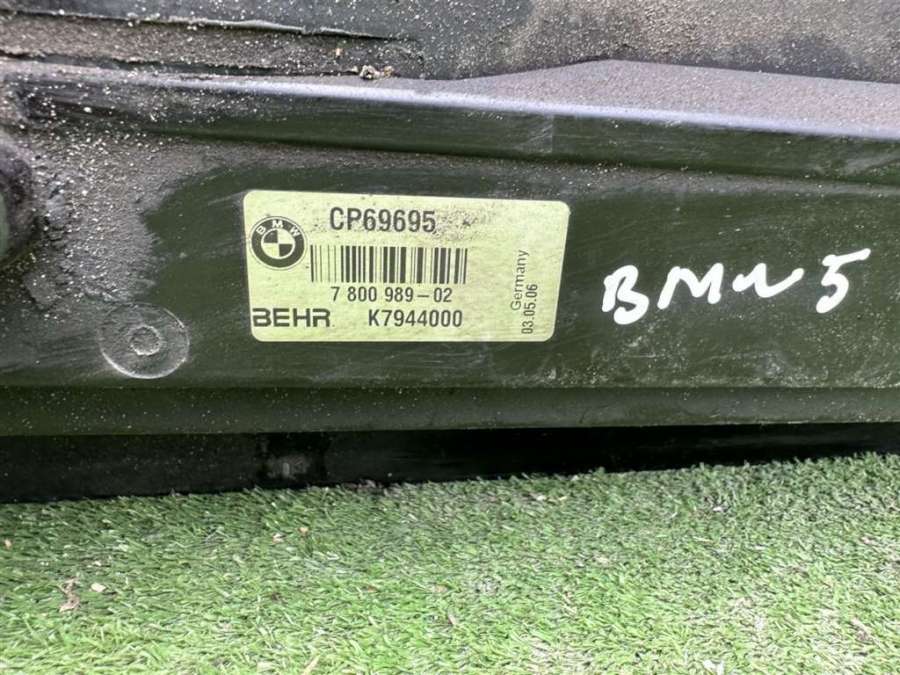 CP69695
BMW
7 800 989-02
BEHR K7944000
Germany
03.05.06
BMW 5